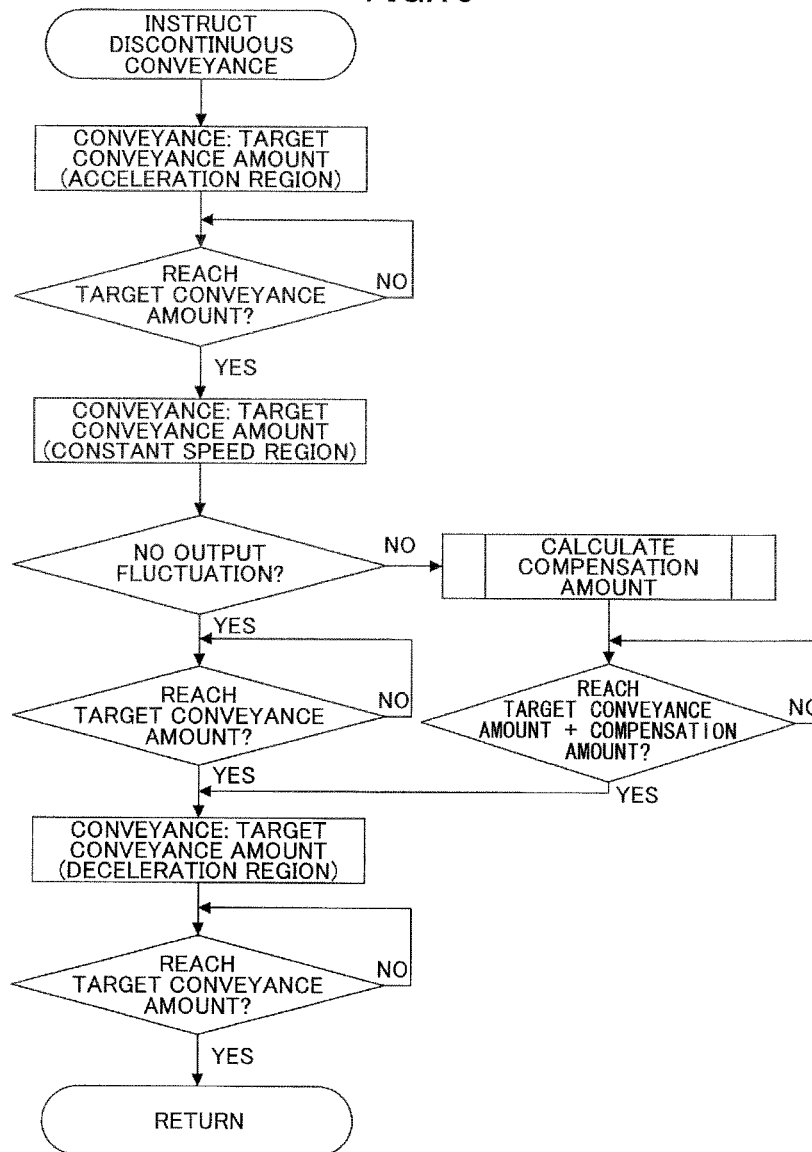 INSTRUCT
DISCONTINUOUS
CONVEYANCE
CONVEYANCE: TARGET
CONVEYANCE AMOUNT
(ACCELERATION REGION)
REACH
TARGET CONVEYANCE
AMOUNT?
NO
YES
CONVEYANCE: TARGET
CONVEYANCE AMOUNT
(CONSTANT SPEED REGION)
NO OUTPUT
FLUCTUATION?
NO
CALCULATE
COMPENSATION
AMOUNT
YES
REACH
TARGET CONVEYANCE
AMOUNT?
NO
REACH
TARGET CONVEYANCE
AMOUNT + COMPENSATION
AMOUNT?
NO
YES
YES
CONVEYANCE: TARGET
CONVEYANCE AMOUNT
(DECELERATION REGION)
REACH
TARGET CONVEYANCE
AMOUNT?
NO
YES
RETURN